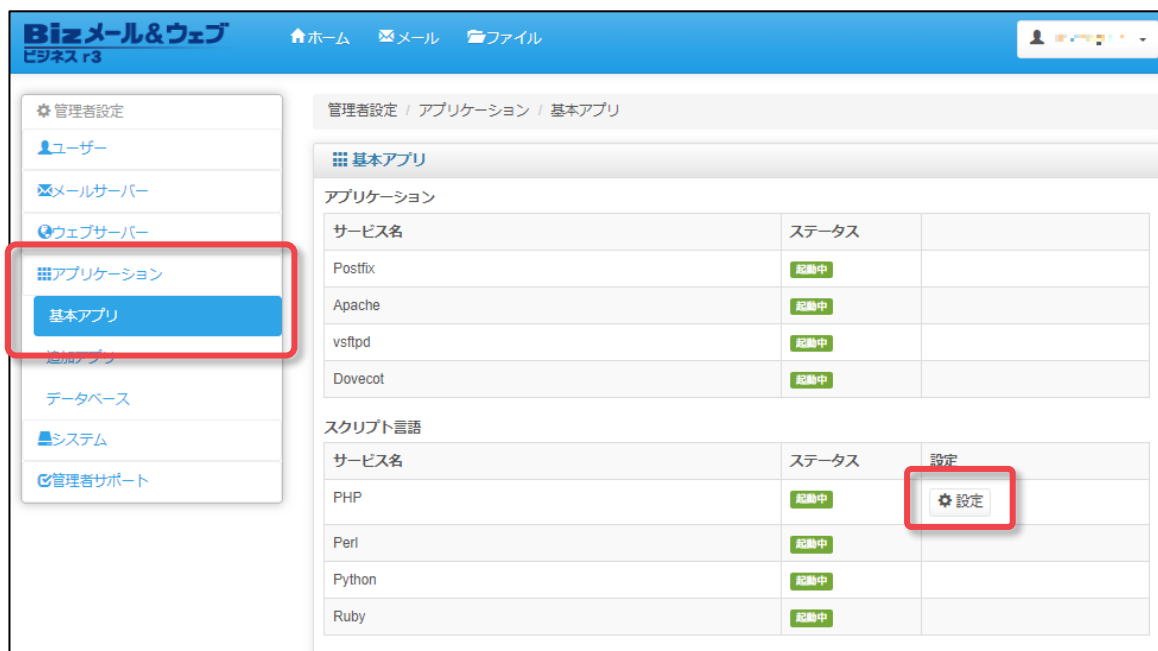 Bizメール&ウェブ
ビジネス r3
ホーム メール ファイル
管理者設定
ユーザー
メールサーバー
ウェブサーバー
アプリケーション
基本アプリ
追加アプリ
データベース
システム
管理者サポート
管理者設定 / アプリケーション / 基本アプリ
基本アプリ
アプリケーション
サービス名 ステータス
Postfix 起動中
Apache 起動中
vsftpd 起動中
Dovecot 起動中
スクリプト言語
サービス名 ステータス 設定
PHP 起動中 設定
Perl 起動中
Python 起動中
Ruby 起動中